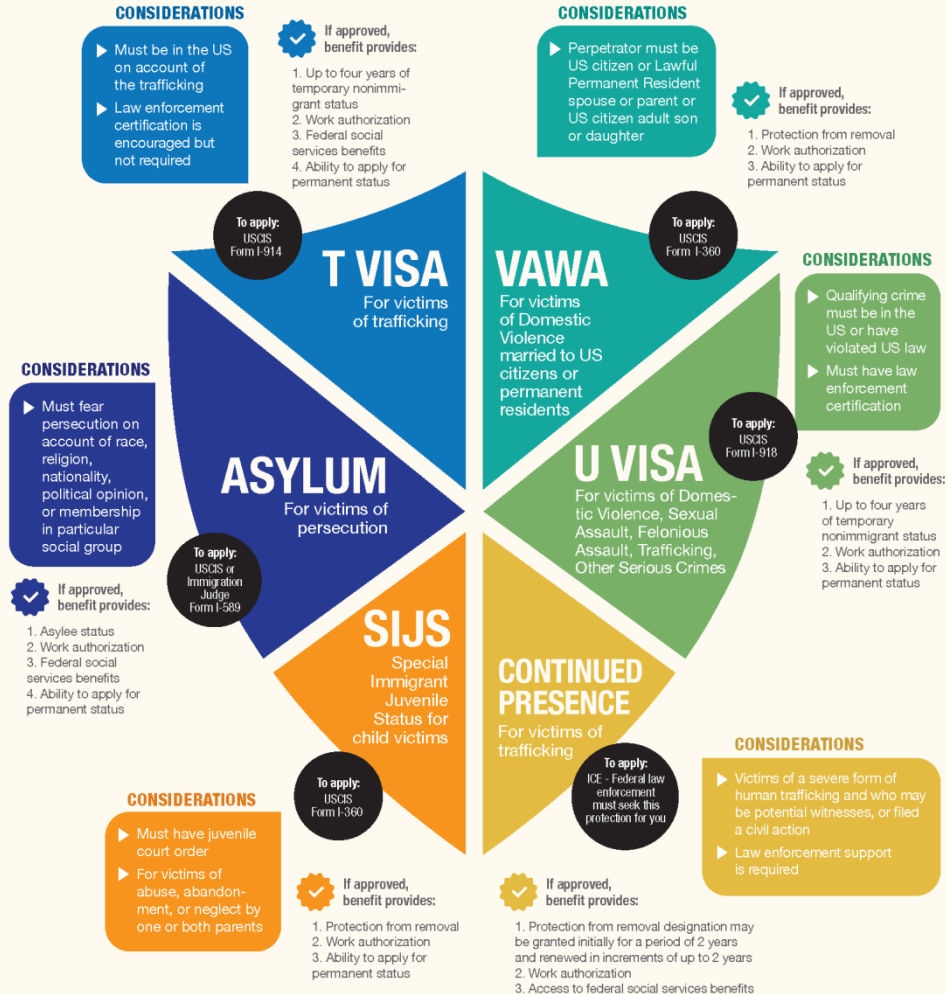 CONSIDERATIONS
Must be in the US
on account of
the trafficking
Law enforcement
certification is
encouraged but
not required
If approved,
benefit provides:
1. Up to four years of
temporary nonimmi-
grant status
2. Work authorization
3. Federal social
services benefits
4. Ability to apply for
permanent status
To apply:
USCIS
Form I-914
T VISA
For victims
of trafficking
CONSIDERATIONS
Perpetrator must be
US citizen or Lawful
Permanent Resident
spouse or parent or
US citizen adult son
or daughter
If approved,
benefit provides:
1. Protection from removal
2. Work authorization
3. Ability to apply for
permanent status
To apply:
USCIS
Form I-360
VAWA
For victims
of Domestic
Violence
married to US
citizens or
permanent
residents
CONSIDERATIONS
Qualifying crime
must be in the
US or have
violated US law
Must have law
enforcement
certification
To apply:
USCIS
Form I-918
If approved,
benefit provides:
1. Up to four years
of temporary
nonimmigrant status
2. Work authorization
3. Ability to apply for
permanent status
U VISA
For victims of Domes-
tic Violence, Sexual
Assault, Felonious
Assault, Trafficking,
Other Serious Crimes
CONSIDERATIONS
Must fear
persecution on
account of race,
religion,
nationality,
political opinion,
or membership
in particular
social group
ASYLUM
For victims of
persecution
To apply:
USCIS or
Immigration
Judge
Form I-589
If approved,
benefit provides:
1. Asylee status
2. Work authorization
3. Federal social
services benefits
4. Ability to apply for
permanent status
SIJS
Special
Immigrant
Juvenile
Status for
child victims
To apply:
USCIS
Form I-360
CONSIDERATIONS
Must have juvenile
court order
For victims of
abuse, abandon-
ment, or neglect by
one or both parents
If approved,
benefit provides:
1. Protection from removal
2. Work authorization
3. Ability to apply for
permanent status
CONTINUED
PRESENCE
For victims of
trafficking
To apply:
ICE - Federal law
enforcement
must seek this
protection for you
CONSIDERATIONS
Victims of a severe form of
human trafficking and who may
be potential witnesses, or filed
a civil action
Law enforcement support
is required
If approved,
benefit provides:
1. Protection from removal designation may
be granted initially for a period of 2 years
and renewed in increments of up to 2 years
2. Work authorization
3. Access to federal social services benefits